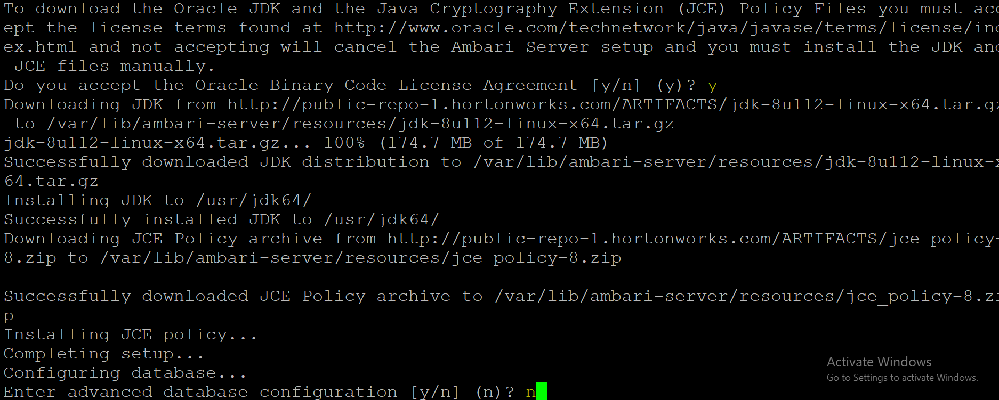 To download the Oracle JDK and the Java Cryptography Extension (JCE) Policy Files you must acc
ept the license terms found at http://www.oracle.com/technetwork/java/javase/terms/license/ind
ex.html and not accepting will cancel the Ambari Server setup and you must install the JDK and
 JCE files manually.
Do you accept the Oracle Binary Code License Agreement [y/n] (y)? y
Downloading JDK from http://public-repo-1.hortonworks.com/ARTIFACTS/jdk-8u112-linux-x64.tar.gz
 to /var/lib/ambari-server/resources/jdk-8u112-linux-x64.tar.gz
jdk-8u112-linux-x64.tar.gz... 100% (174.7 MB of 174.7 MB)
Successfully downloaded JDK distribution to /var/lib/ambari-server/resources/jdk-8u112-linux-x
64.tar.gz
Installing JDK to /usr/jdk64/
Successfully installed JDK to /usr/jdk64/
Downloading JCE Policy archive from http://public-repo-1.hortonworks.com/ARTIFACTS/jce_policy-
8.zip to /var/lib/ambari-server/resources/jce_policy-8.zip
Successfully downloaded JCE Policy archive to /var/lib/ambari-server/resources/jce_policy-8.zi
p
Installing JCE policy...
Completing setup...
Configuring database...
Enter advanced database configuration [y/n] (n)? n
Activate Windows
Go to Settings to activate Windows.